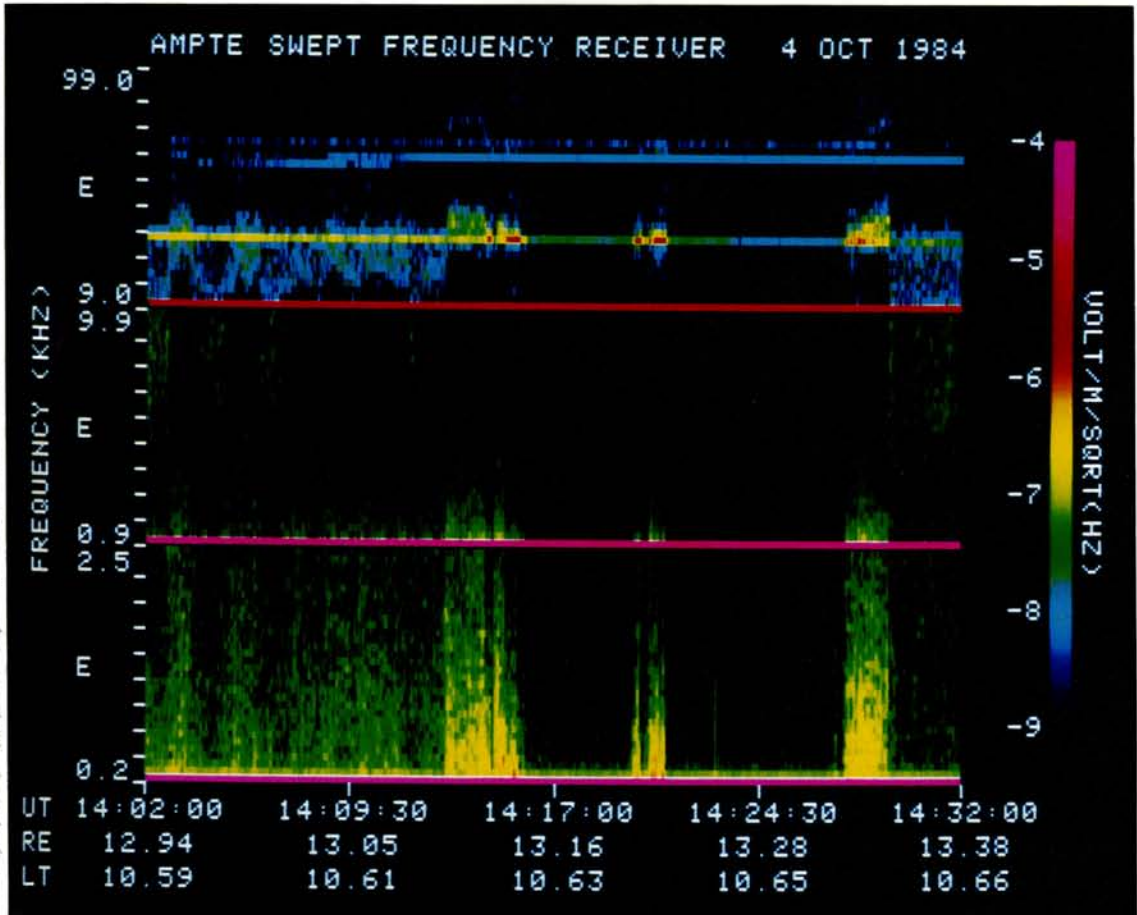 AMPTE SWEPT FREQUENCY RECEIVER 4 OCT 1984
99.0
E
9.0
9.9
E
0.9
2.5
E
0.2
FREQUENCY (KHZ)
-4
-5
-6
-7
-8
-9
VOLT/M/SQRT(HZ)
UT 14:02:00 14:09:30 14:17:00 14:24:30 14:32:00
RE 12.94 13.05 13.16 13.28 13.38
LT 10.59 10.61 10.63 10.65 10.66